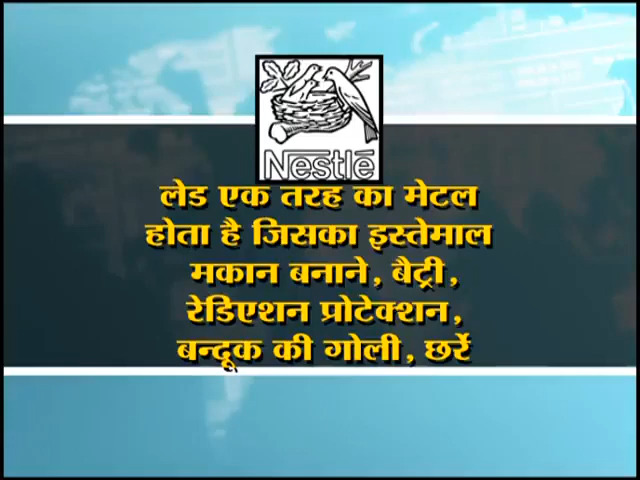 Nestlé
लेड एक तरह का मेटल
होता है जिसका इस्तेमाल
मकान बनाने, बैट्री,
रेडिएशन प्रोटेक्शन,
बन्दूक की गोली, छर्रे